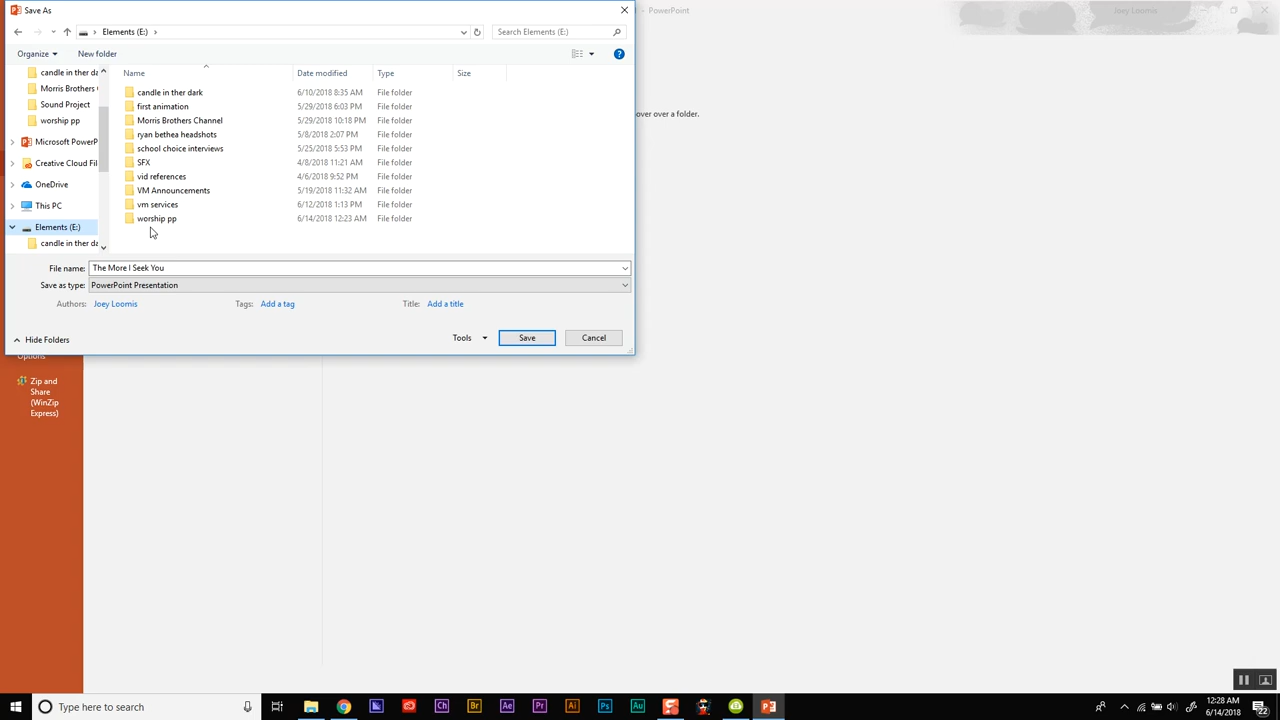 Save As
PowerPoint
Joey Loomis
Elements (E:)
Search Elements (E:)
Organize
New folder
Name
Date modified
Type
Size
candle in ther da
Morris Brothers
Sound Project
worship pp
Microsoft PowerP
Creative Cloud Fil
OneDrive
This PC
Elements (E:)
candle in ther da
candle in ther dark 6/10/2018 8:35 AM File folder
first animation 5/29/2018 6:03 PM File folder
Morris Brothers Channel 5/29/2018 10:18 PM File folder
ryan bethea headshots 5/8/2018 2:07 PM File folder
school choice interviews 5/25/2018 5:53 PM File folder
SFX 4/8/2018 11:21 AM File folder
vid references 4/6/2018 9:52 PM File folder
VM Announcements 5/19/2018 11:32 AM File folder
vm services 6/12/2018 1:13 PM File folder
worship pp 6/14/2018 12:23 AM File folder
over over a folder.
File name: The More I Seek You
Save as type: PowerPoint Presentation
Authors: Joey Loomis
Tags: Add a tag
Title: Add a title
Hide Folders
Tools
Save
Cancel
Options
Zip and
Share
(WinZip
Express)
Type here to search
Ch
Br
Ae
Pr
Ai
Ps
Au
12:28 AM
6/14/2018
22